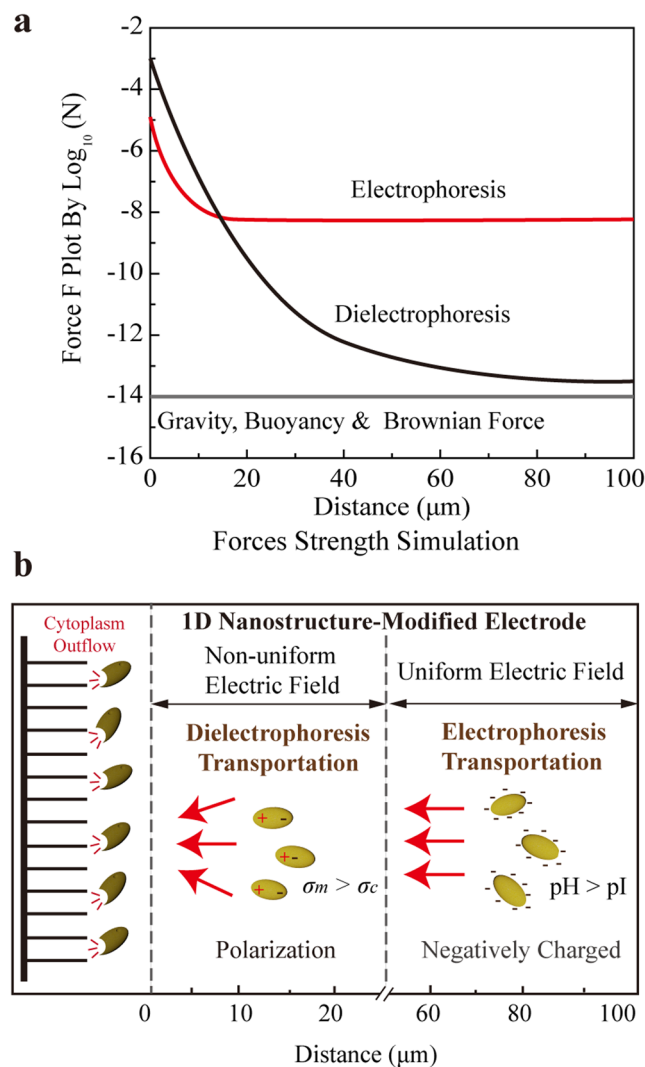 a
Force F Plot By Log10 (N)
-2
-4
-6
-8
-10
-12
-14
-16
Electrophoresis
Dielectrophoresis
Gravity, Buoyancy & Brownian Force
0 20 40 60 80 100
Distance (μm)
Forces Strength Simulation
b
Cytoplasm
Outflow
1D Nanostructure-Modified Electrode
Non-uniform
Electric Field
Uniform Electric Field
Dielectrophoresis
Transportation
Electrophoresis
Transportation
+ -
+ -
+ -
σm > σc
pH > pI
Polarization
Negatively Charged
0 10 20 60 80 100
Distance (μm)